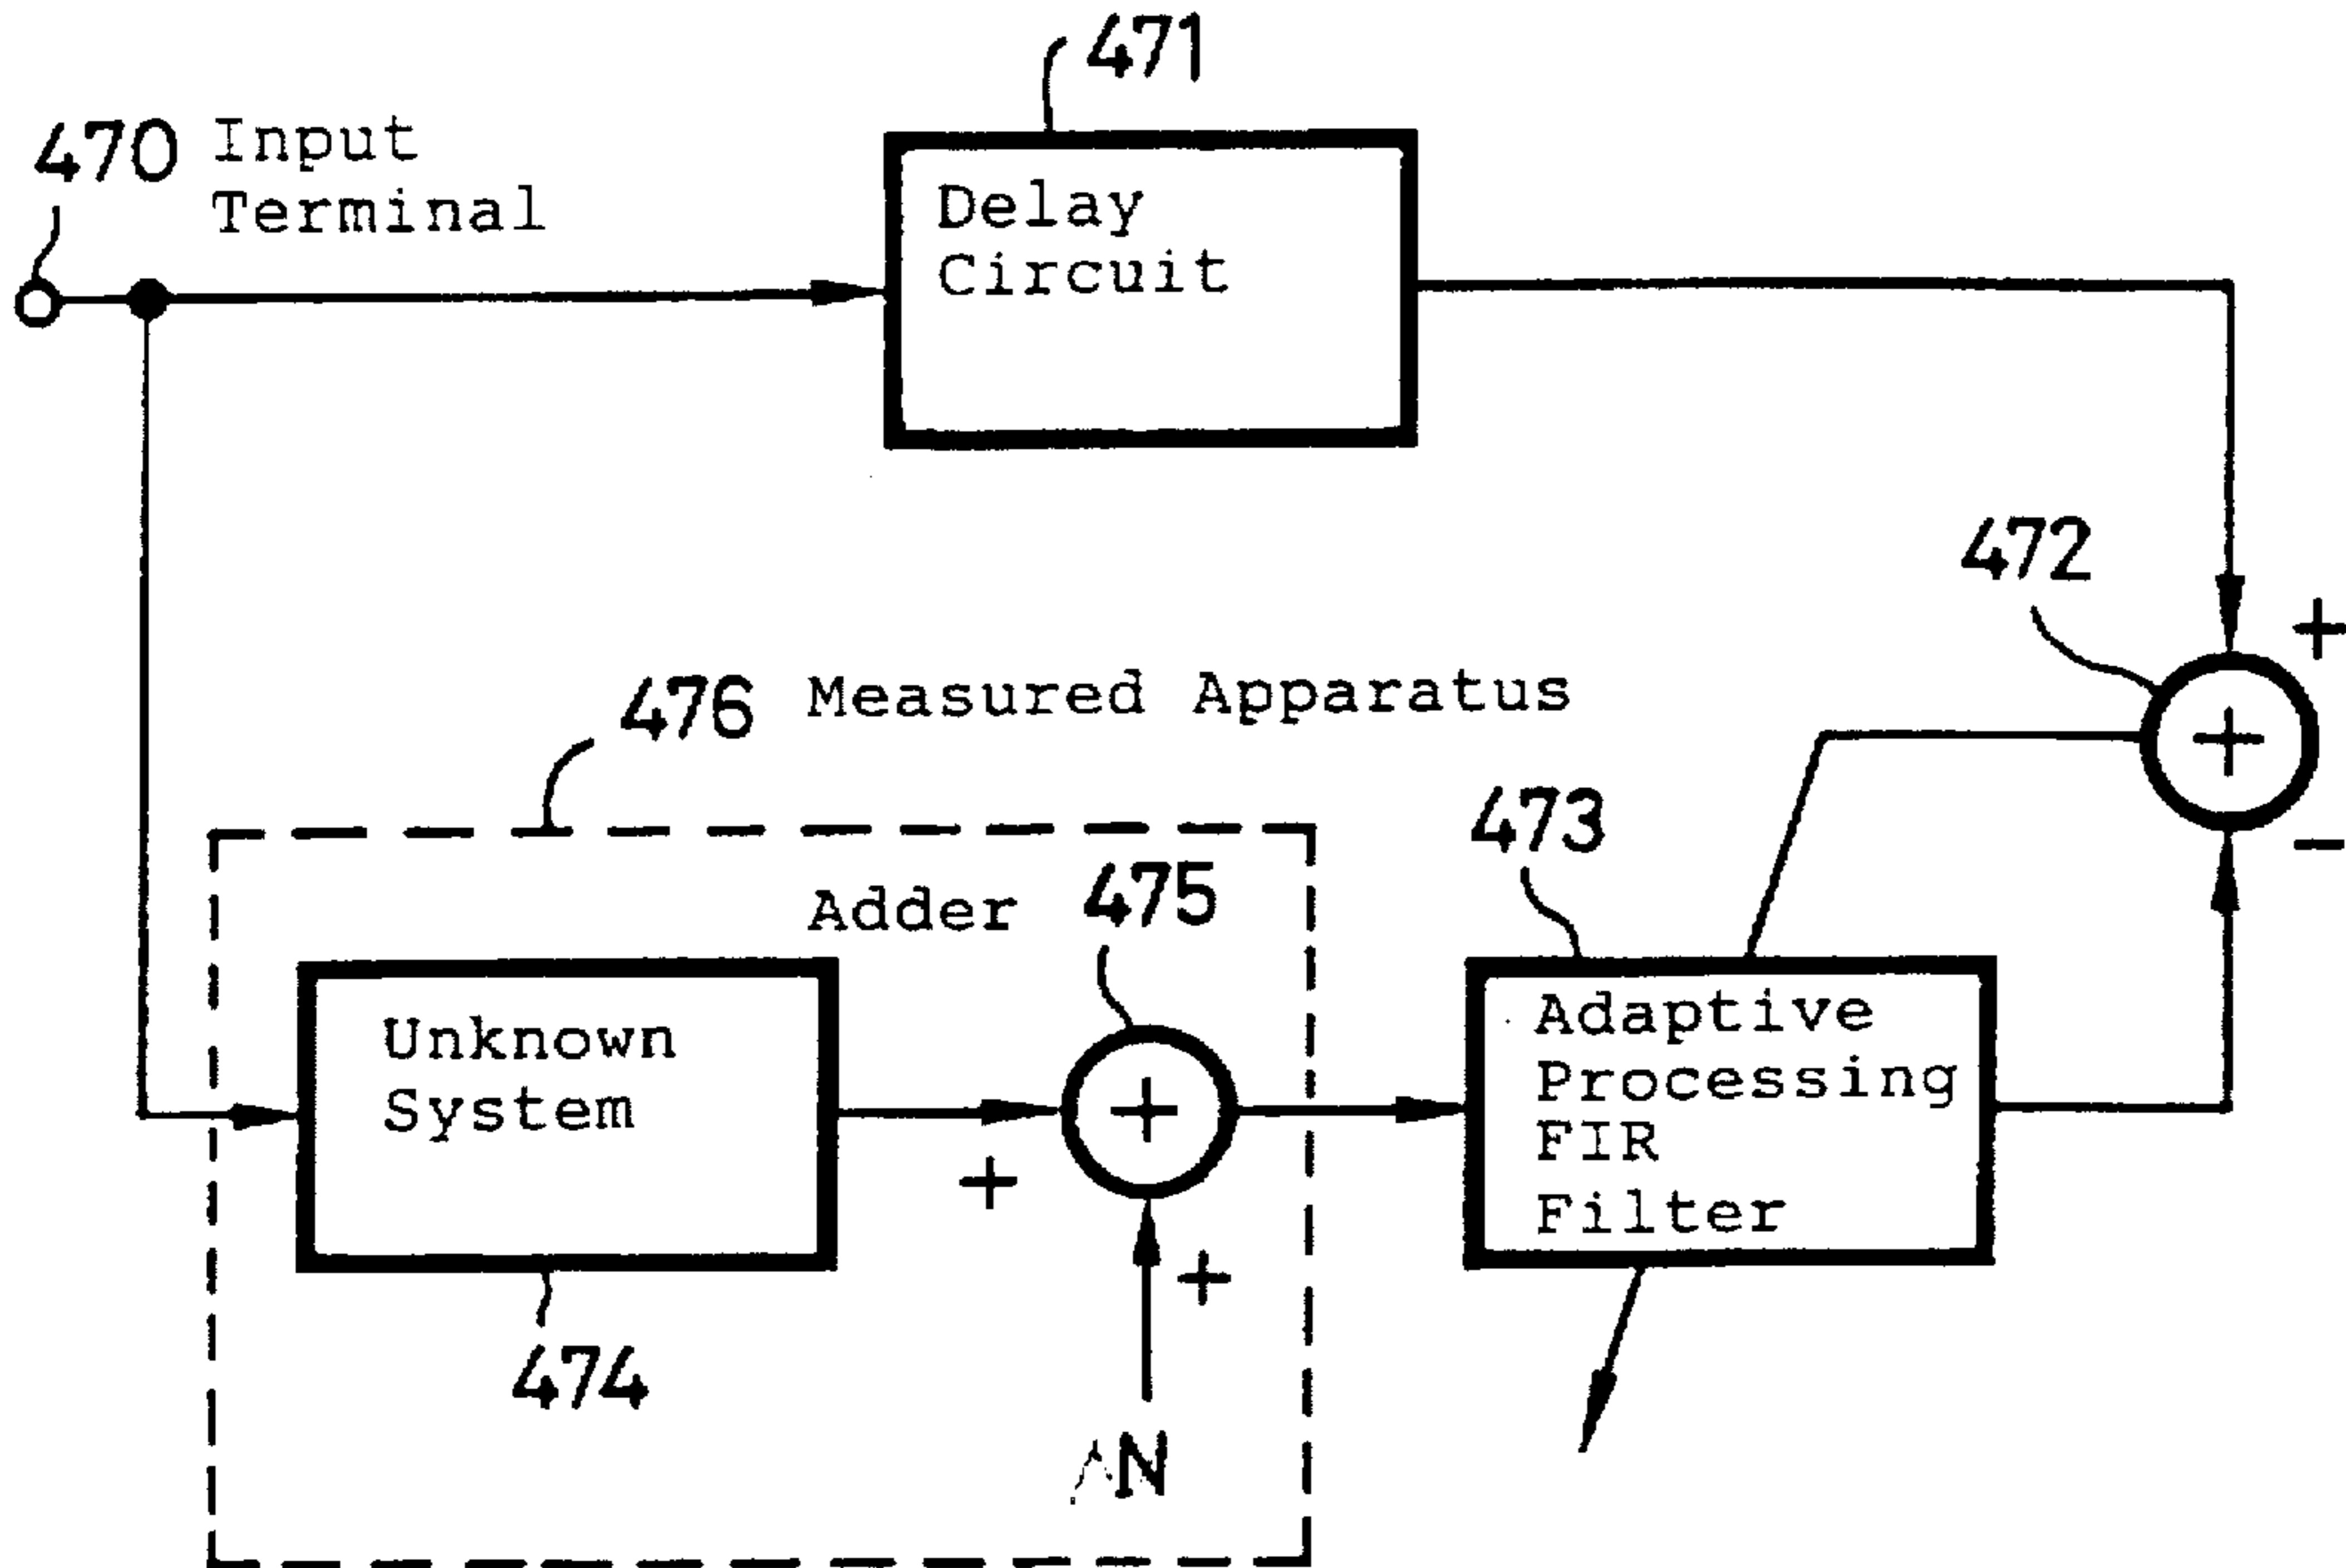 471
470 Input
Terminal
Delay
Circuit
472
+
476 Measured Apparatus
+
473
-
Adder 475
Unknown
System
+
Adaptive
Processing
FIR
Filter
+
+
474
N